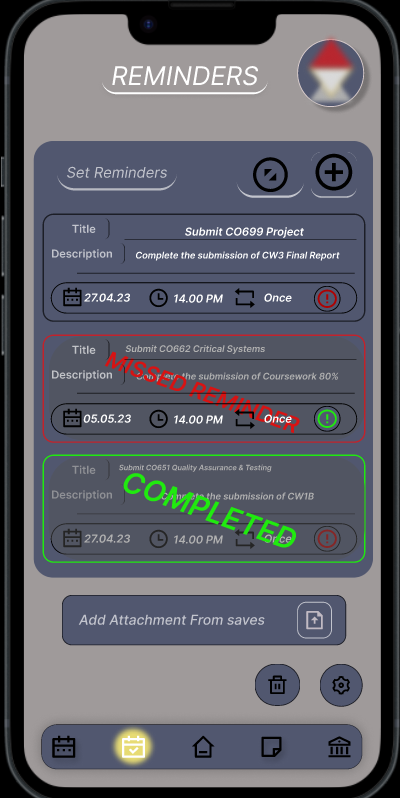 REMINDERS
Set Reminders
Title Submit CO699 Project
Description Complete the submission of CW3 Final Report
27.04.23 14.00 PM Once
Title Submit CO662 Critical Systems
Description Complete the submission of Coursework 80%
MISSED REMINDER
05.05.23 14.00 PM Once
Title Submit CO651 Quality Assurance & Testing
Description Complete the submission of CW1B
COMPLETED
27.04.23 14.00 PM Once
Add Attachment From saves